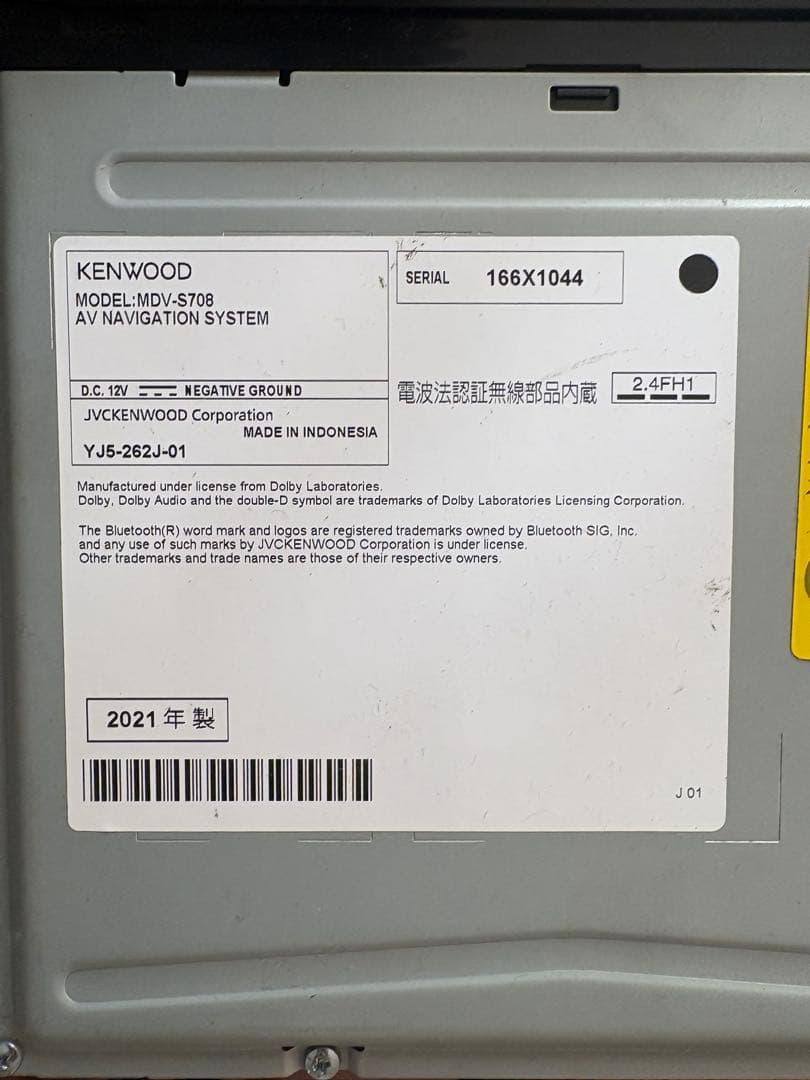 KENWOOD
MODEL:MDV-S708
AV NAVIGATION SYSTEM
SERIAL 166X1044
D.C. 12V NEGATIVE GROUND
JVCKENWOOD Corporation
MADE IN INDONESIA
YJ5-262J-01
電波法認証無線部品内蔵 2.4FH1
Manufactured under license from Dolby Laboratories.
Dolby, Dolby Audio and the double-D symbol are trademarks of Dolby Laboratories Licensing Corporation.
The Bluetooth(R) word mark and logos are registered trademarks owned by Bluetooth SIG, Inc.
and any use of such marks by JVCKENWOOD Corporation is under license.
Other trademarks and trade names are those of their respective owners.
2021 年 製
J 01